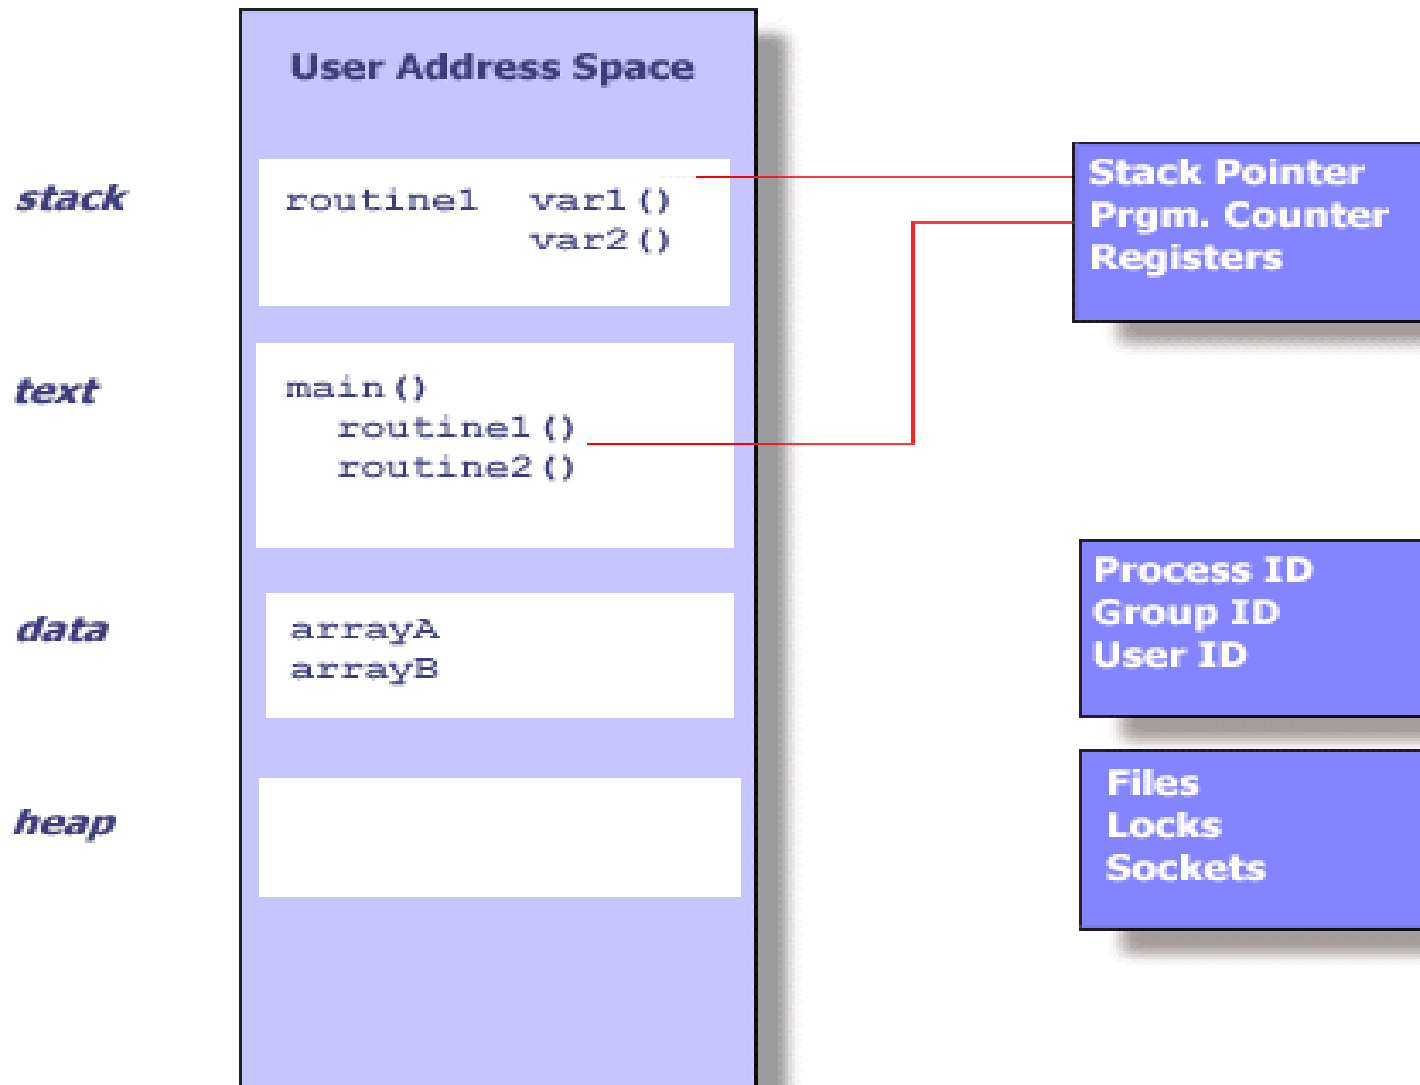 User Address Space
stack
routine1 var1()
var2()
text
main()
routine1()
routine2()
data
arrayA
arrayB
heap
Stack Pointer
Prgm. Counter
Registers
Process ID
Group ID
User ID
Files
Locks
Sockets